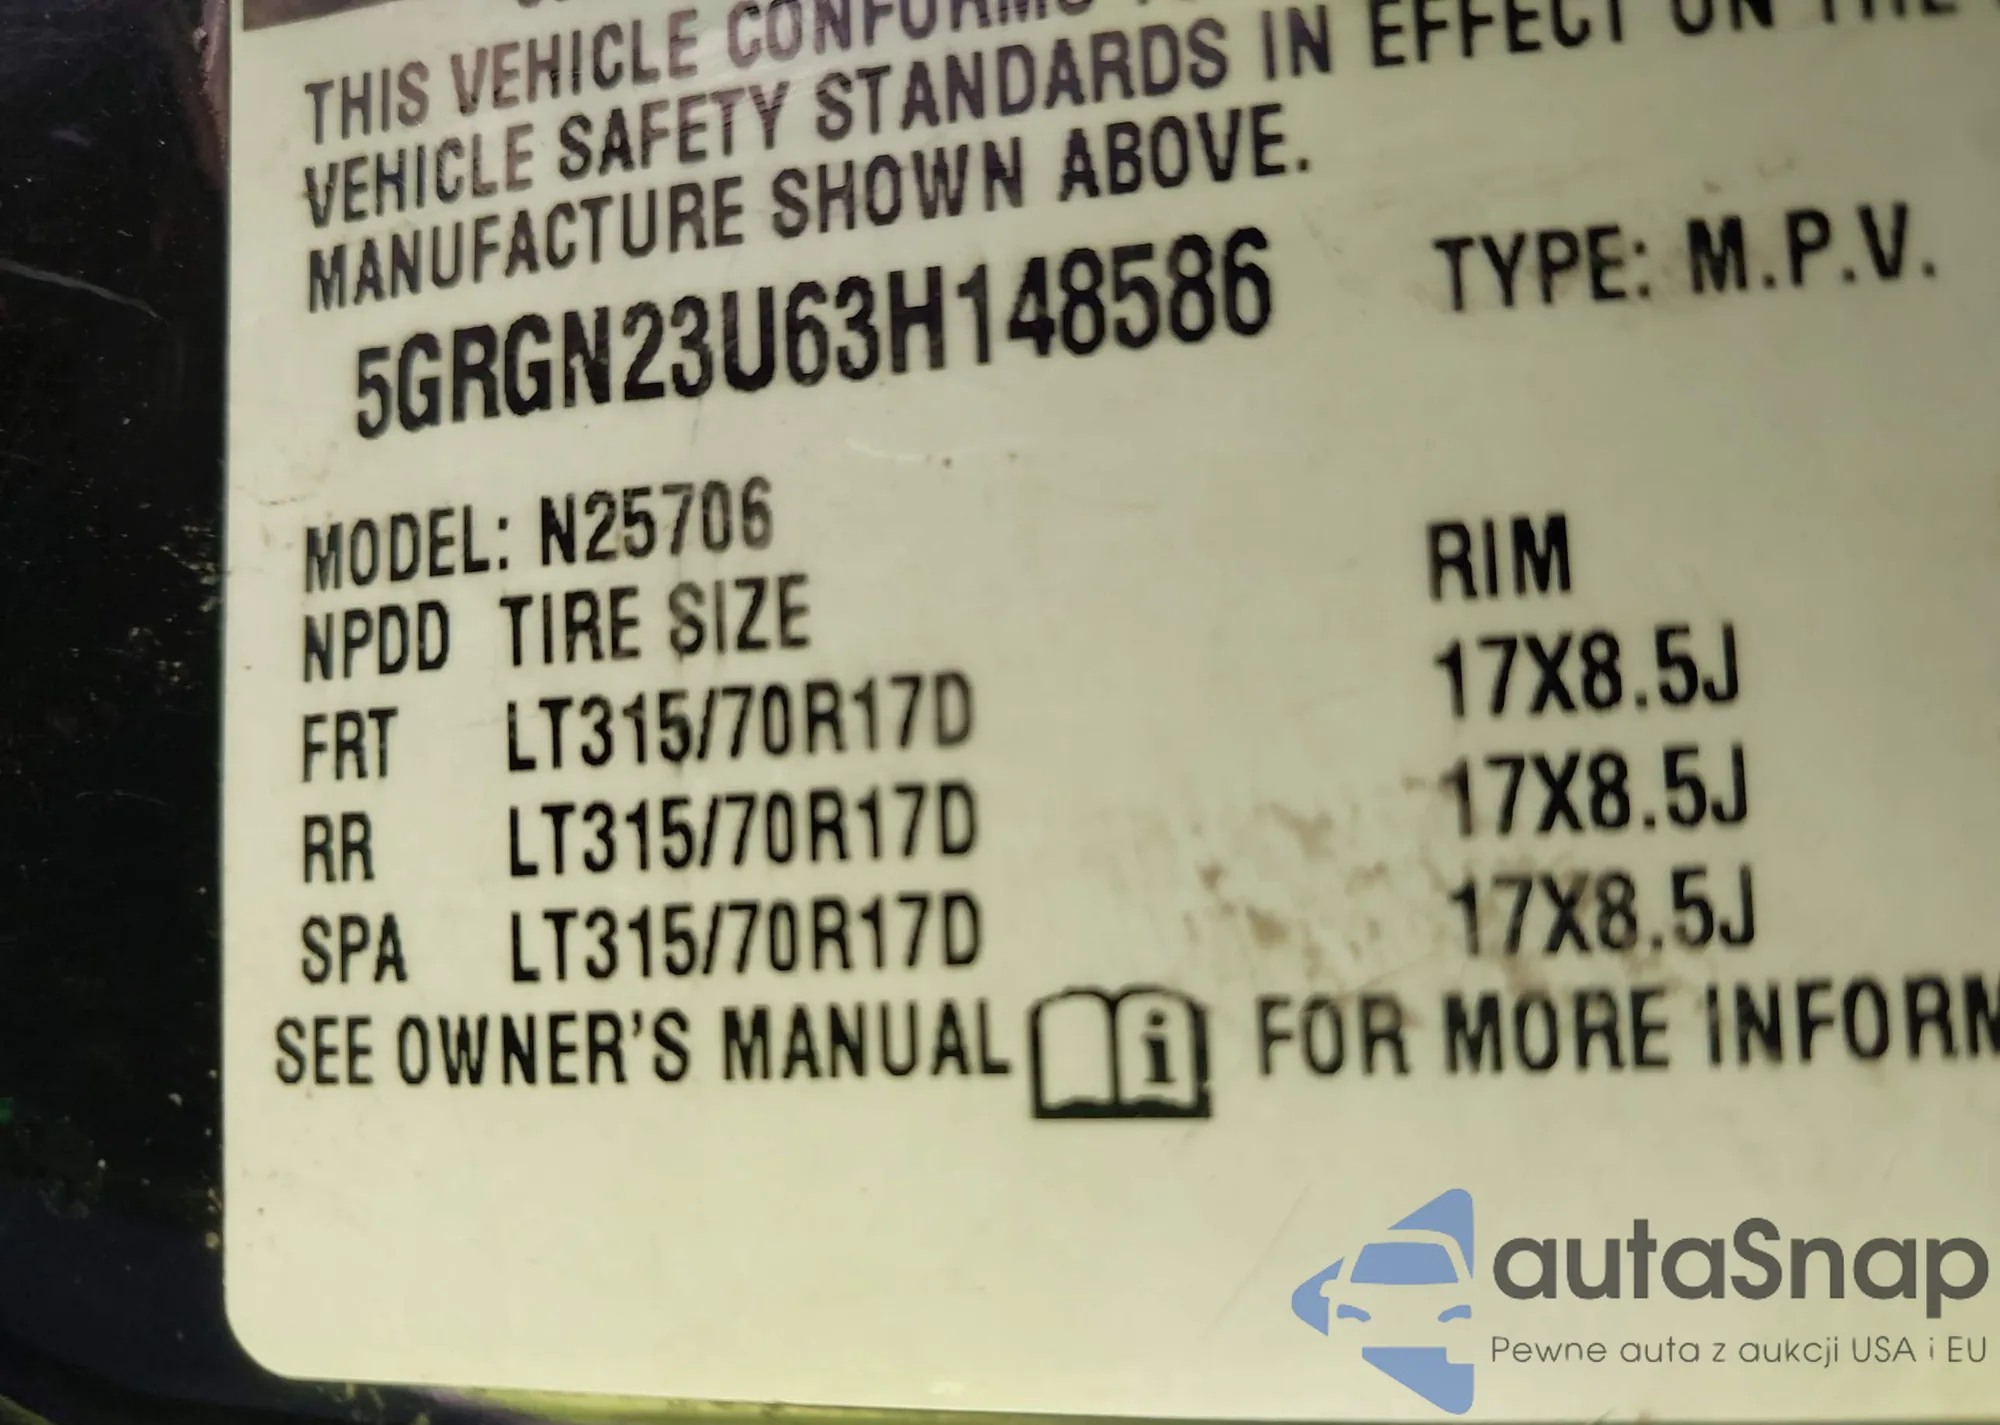 THIS VEHICLE CONFORMS
VEHICLE SAFETY STANDARDS IN EFFECT ON THE
MANUFACTURE SHOWN ABOVE.
5GRGN23U63H148586 TYPE: M.P.V.
MODEL: N25706
NPDD TIRE SIZE RIM
FRT LT315/70R17D 17X8.5J
RR LT315/70R17D 17X8.5J
SPA LT315/70R17D 17X8.5J
SEE OWNER'S MANUAL i FOR MORE INFORM
autaSnap
Pewne auta z aukcji USA i EU